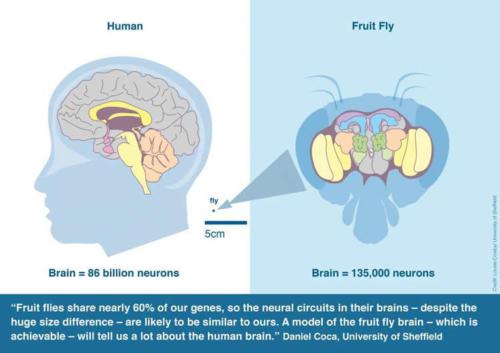 Human
Fruit Fly
fly
5cm
Brain = 86 billion neurons
Brain = 135,000 neurons
Credit: Louisa Cristza/ University of Sheffield
“Fruit flies share nearly 60% of our genes, so the neural circuits in their brains – despite the
huge size difference – are likely to be similar to ours. A model of the fruit fly brain – which is
achievable – will tell us a lot about the human brain.” Daniel Coca, University of Sheffield